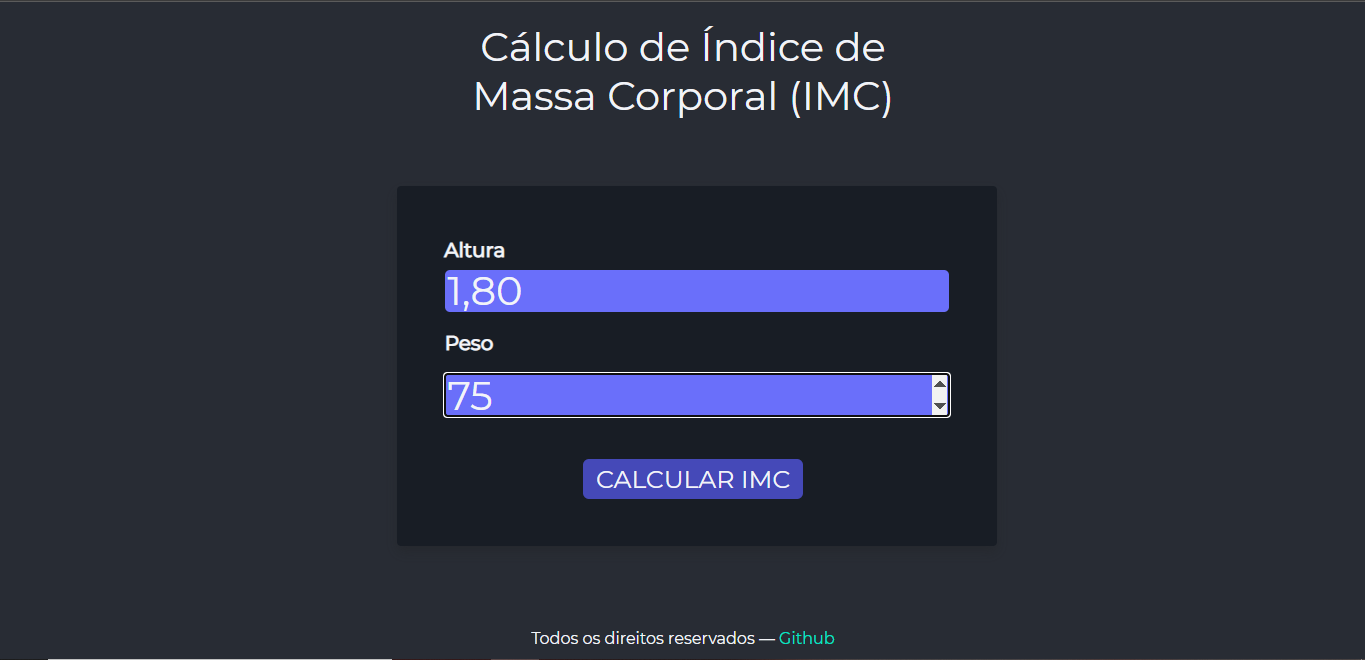 Cálculo de Índice de
Massa Corporal (IMC)
Altura
1,80
Peso
75
CALCULAR IMC
Todos os direitos reservados — Github